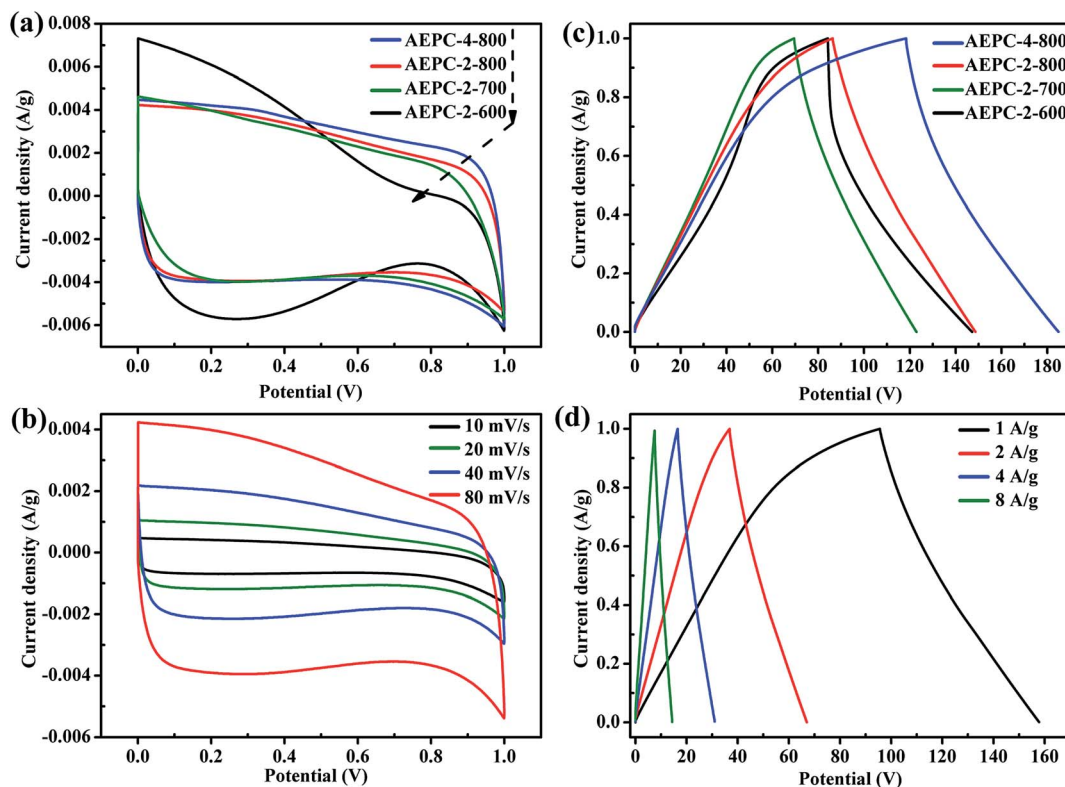 (a)
AEPC-4-800
AEPC-2-800
AEPC-2-700
AEPC-2-600
Current density (A/g)
0.008
0.006
0.004
0.002
0.000
-0.002
-0.004
-0.006
0.0 0.2 0.4 0.6 0.8 1.0
Potential (V)
(c)
AEPC-4-800
AEPC-2-800
AEPC-2-700
AEPC-2-600
Current density (A/g)
1.0
0.8
0.6
0.4
0.2
0.0
0 20 40 60 80 100 120 140 160 180
Potential (V)
(b)
10 mV/s
20 mV/s
40 mV/s
80 mV/s
Current density (A/g)
0.004
0.002
0.000
-0.002
-0.004
-0.006
0.0 0.2 0.4 0.6 0.8 1.0
Potential (V)
(d)
1 A/g
2 A/g
4 A/g
8 A/g
Current density (A/g)
1.0
0.8
0.6
0.4
0.2
0.0
0 20 40 60 80 100 120 140 160
Potential (V)